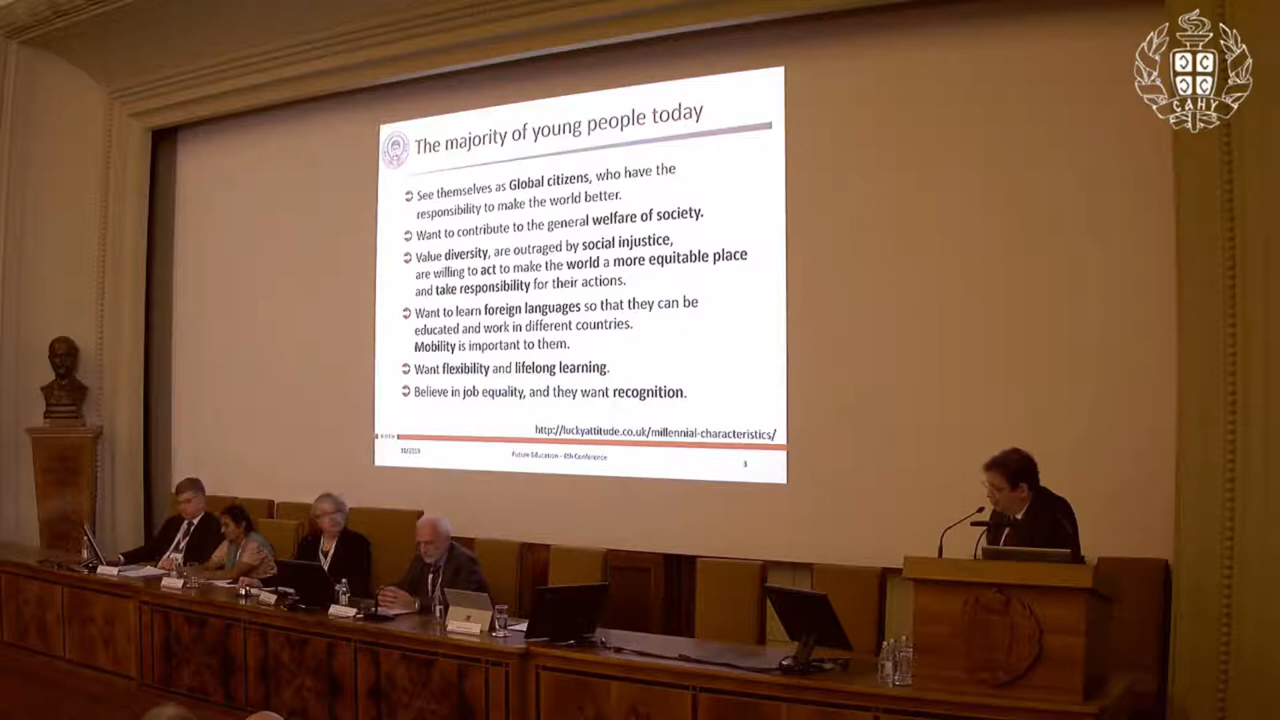 The majority of young people today
See themselves as Global citizens, who have the
responsibility to make the world better.
Want to contribute to the general welfare of society.
Value diversity, are outraged by social injustice,
are willing to act to make the world a more equitable place
and take responsibility for their actions.
Want to learn foreign languages so that they can be
educated and work in different countries.
Mobility is important to them.
Want flexibility and lifelong learning.
Believe in job equality, and they want recognition.
http://luckyattitude.co.uk/millennial-characteristics/
Future Education - 4th Conference
3
САНУ